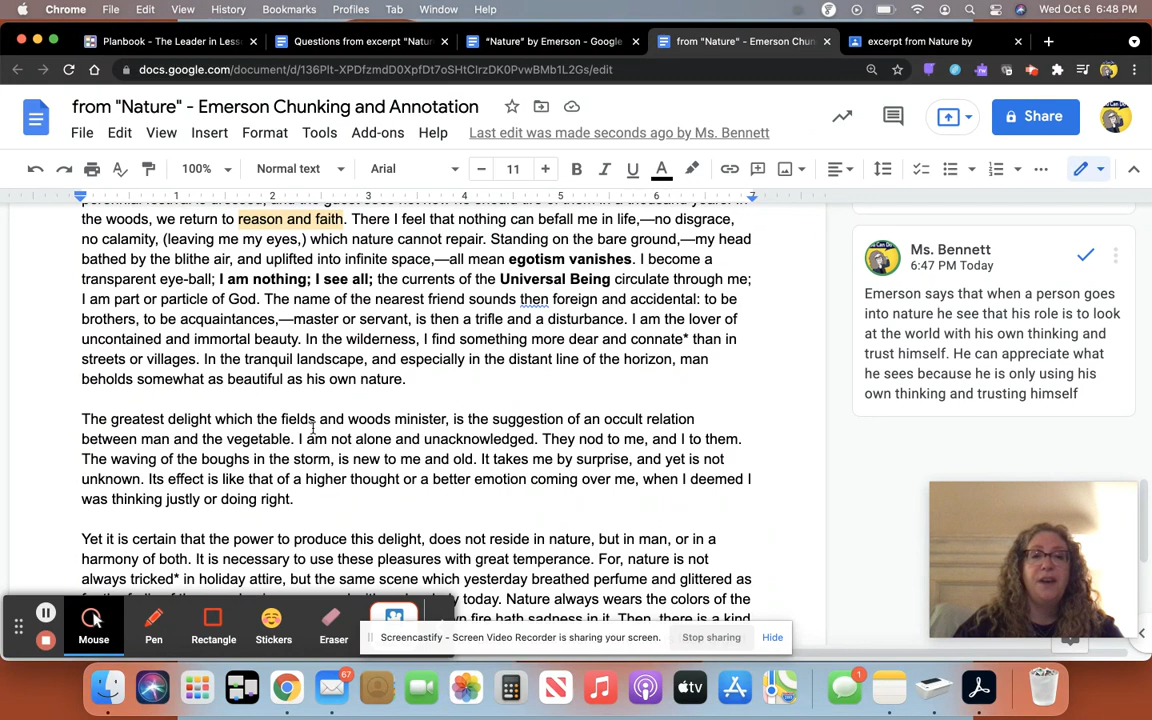 Chrome File Edit View History Bookmarks Profiles Tab Window Help Wed Oct 6 6:48 PM
Planbook - The Leader in Less × Questions from excerpt "Natur × "Nature" by Emerson - Google × from "Nature" - Emerson Chun × excerpt from Nature by ×
docs.google.com/document/d/136PIt-XPDfzmdD0XpfDt7oSHtClrzDK0PvwBMb1L2Gs/edit
from "Nature" - Emerson Chunking and Annotation
File Edit View Insert Format Tools Add-ons Help Last edit was made seconds ago by Ms. Bennett
Share
100% Normal text Arial 11
1 2 3 4 5 6 7
the woods, we return to reason and faith. There I feel that nothing can befall me in life,—no disgrace,
no calamity, (leaving me my eyes,) which nature cannot repair. Standing on the bare ground,—my head
bathed by the blithe air, and uplifted into infinite space,—all mean egotism vanishes. I become a
transparent eye-ball; I am nothing; I see all; the currents of the Universal Being circulate through me;
I am part or particle of God. The name of the nearest friend sounds then foreign and accidental: to be
brothers, to be acquaintances,—master or servant, is then a trifle and a disturbance. I am the lover of
uncontained and immortal beauty. In the wilderness, I find something more dear and connate* than in
streets or villages. In the tranquil landscape, and especially in the distant line of the horizon, man
beholds somewhat as beautiful as his own nature.
The greatest delight which the fields and woods minister, is the suggestion of an occult relation
between man and the vegetable. I am not alone and unacknowledged. They nod to me, and I to them.
The waving of the boughs in the storm, is new to me and old. It takes me by surprise, and yet is not
unknown. Its effect is like that of a higher thought or a better emotion coming over me, when I deemed I
was thinking justly or doing right.
Yet it is certain that the power to produce this delight, does not reside in nature, but in man, or in a
harmony of both. It is necessary to use these pleasures with great temperance. For, nature is not
always tricked* in holiday attire, but the same scene which yesterday breathed perfume and glittered as
today. Nature always wears the colors of the
fire hath sadness in it. Then, there is a kind
Ms. Bennett
6:47 PM Today
Emerson says that when a person goes
into nature he see that his role is to
look at the world with his own thinking and
trust himself. He can appreciate what
he sees because he is only using his
own thinking and trusting himself
Mouse Pen Rectangle Stickers Eraser
Screencastify - Screen Video Recorder is sharing your screen. Stop sharing Hide
67
tv
1